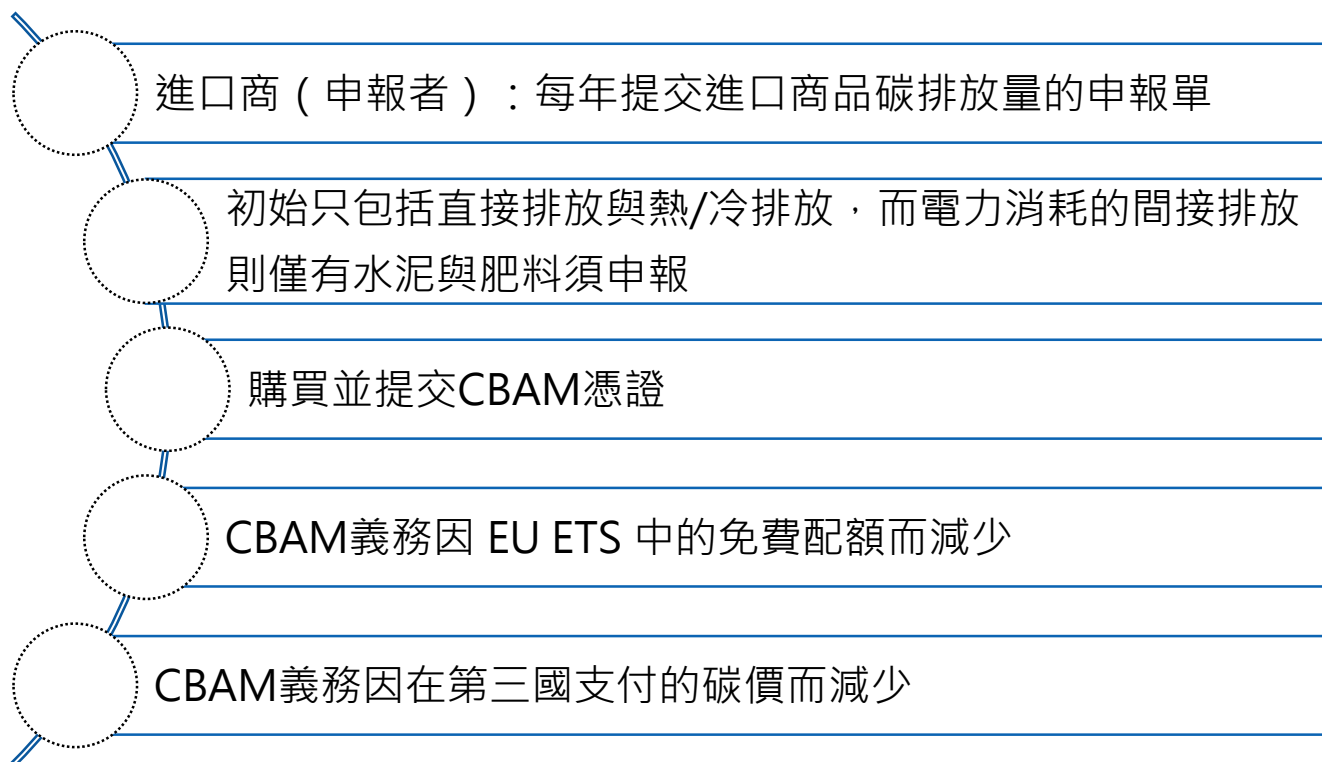 進口商（申報者）：每年提交進口商品碳排放量的申報單
初始只包括直接排放與熱/冷排放，而電力消耗的間接排放
則僅有水泥與肥料須申報
購買並提交CBAM憑證
CBAM義務因 EU ETS 中的免費配額而減少
CBAM義務因在第三國支付的碳價而減少